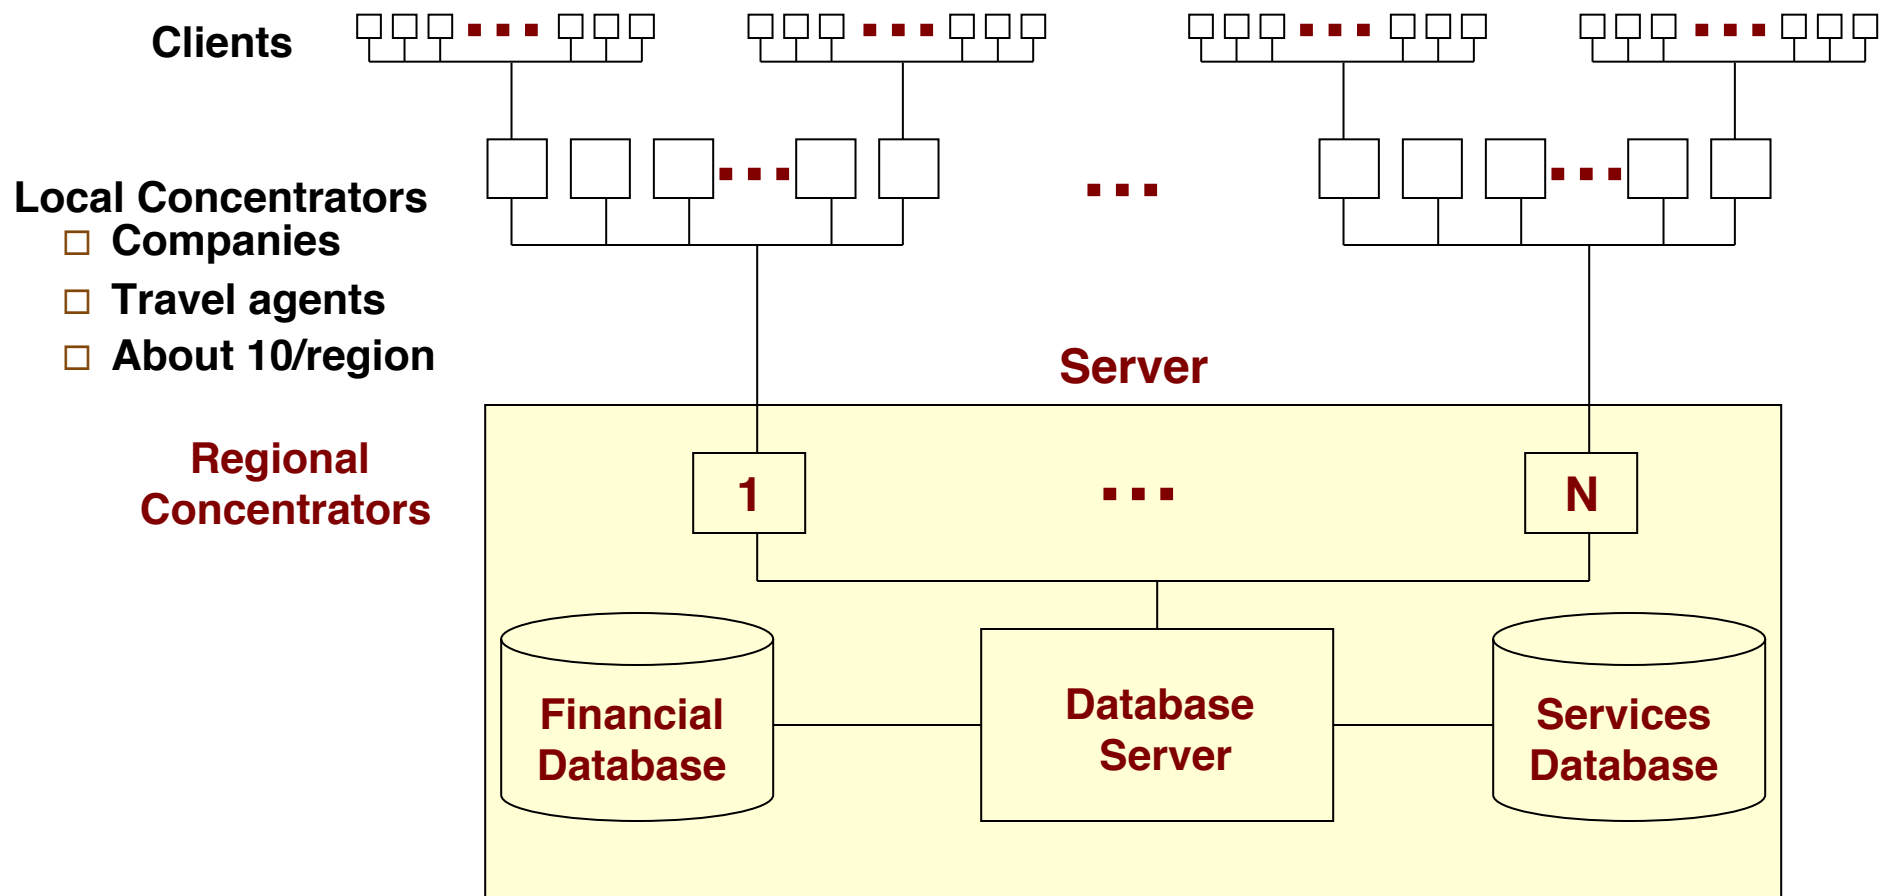 Clients
Local Concentrators
Companies
Travel agents
About 10/region
Server
Regional
Concentrators
1
N
Financial
Database
Database
Server
Services
Database